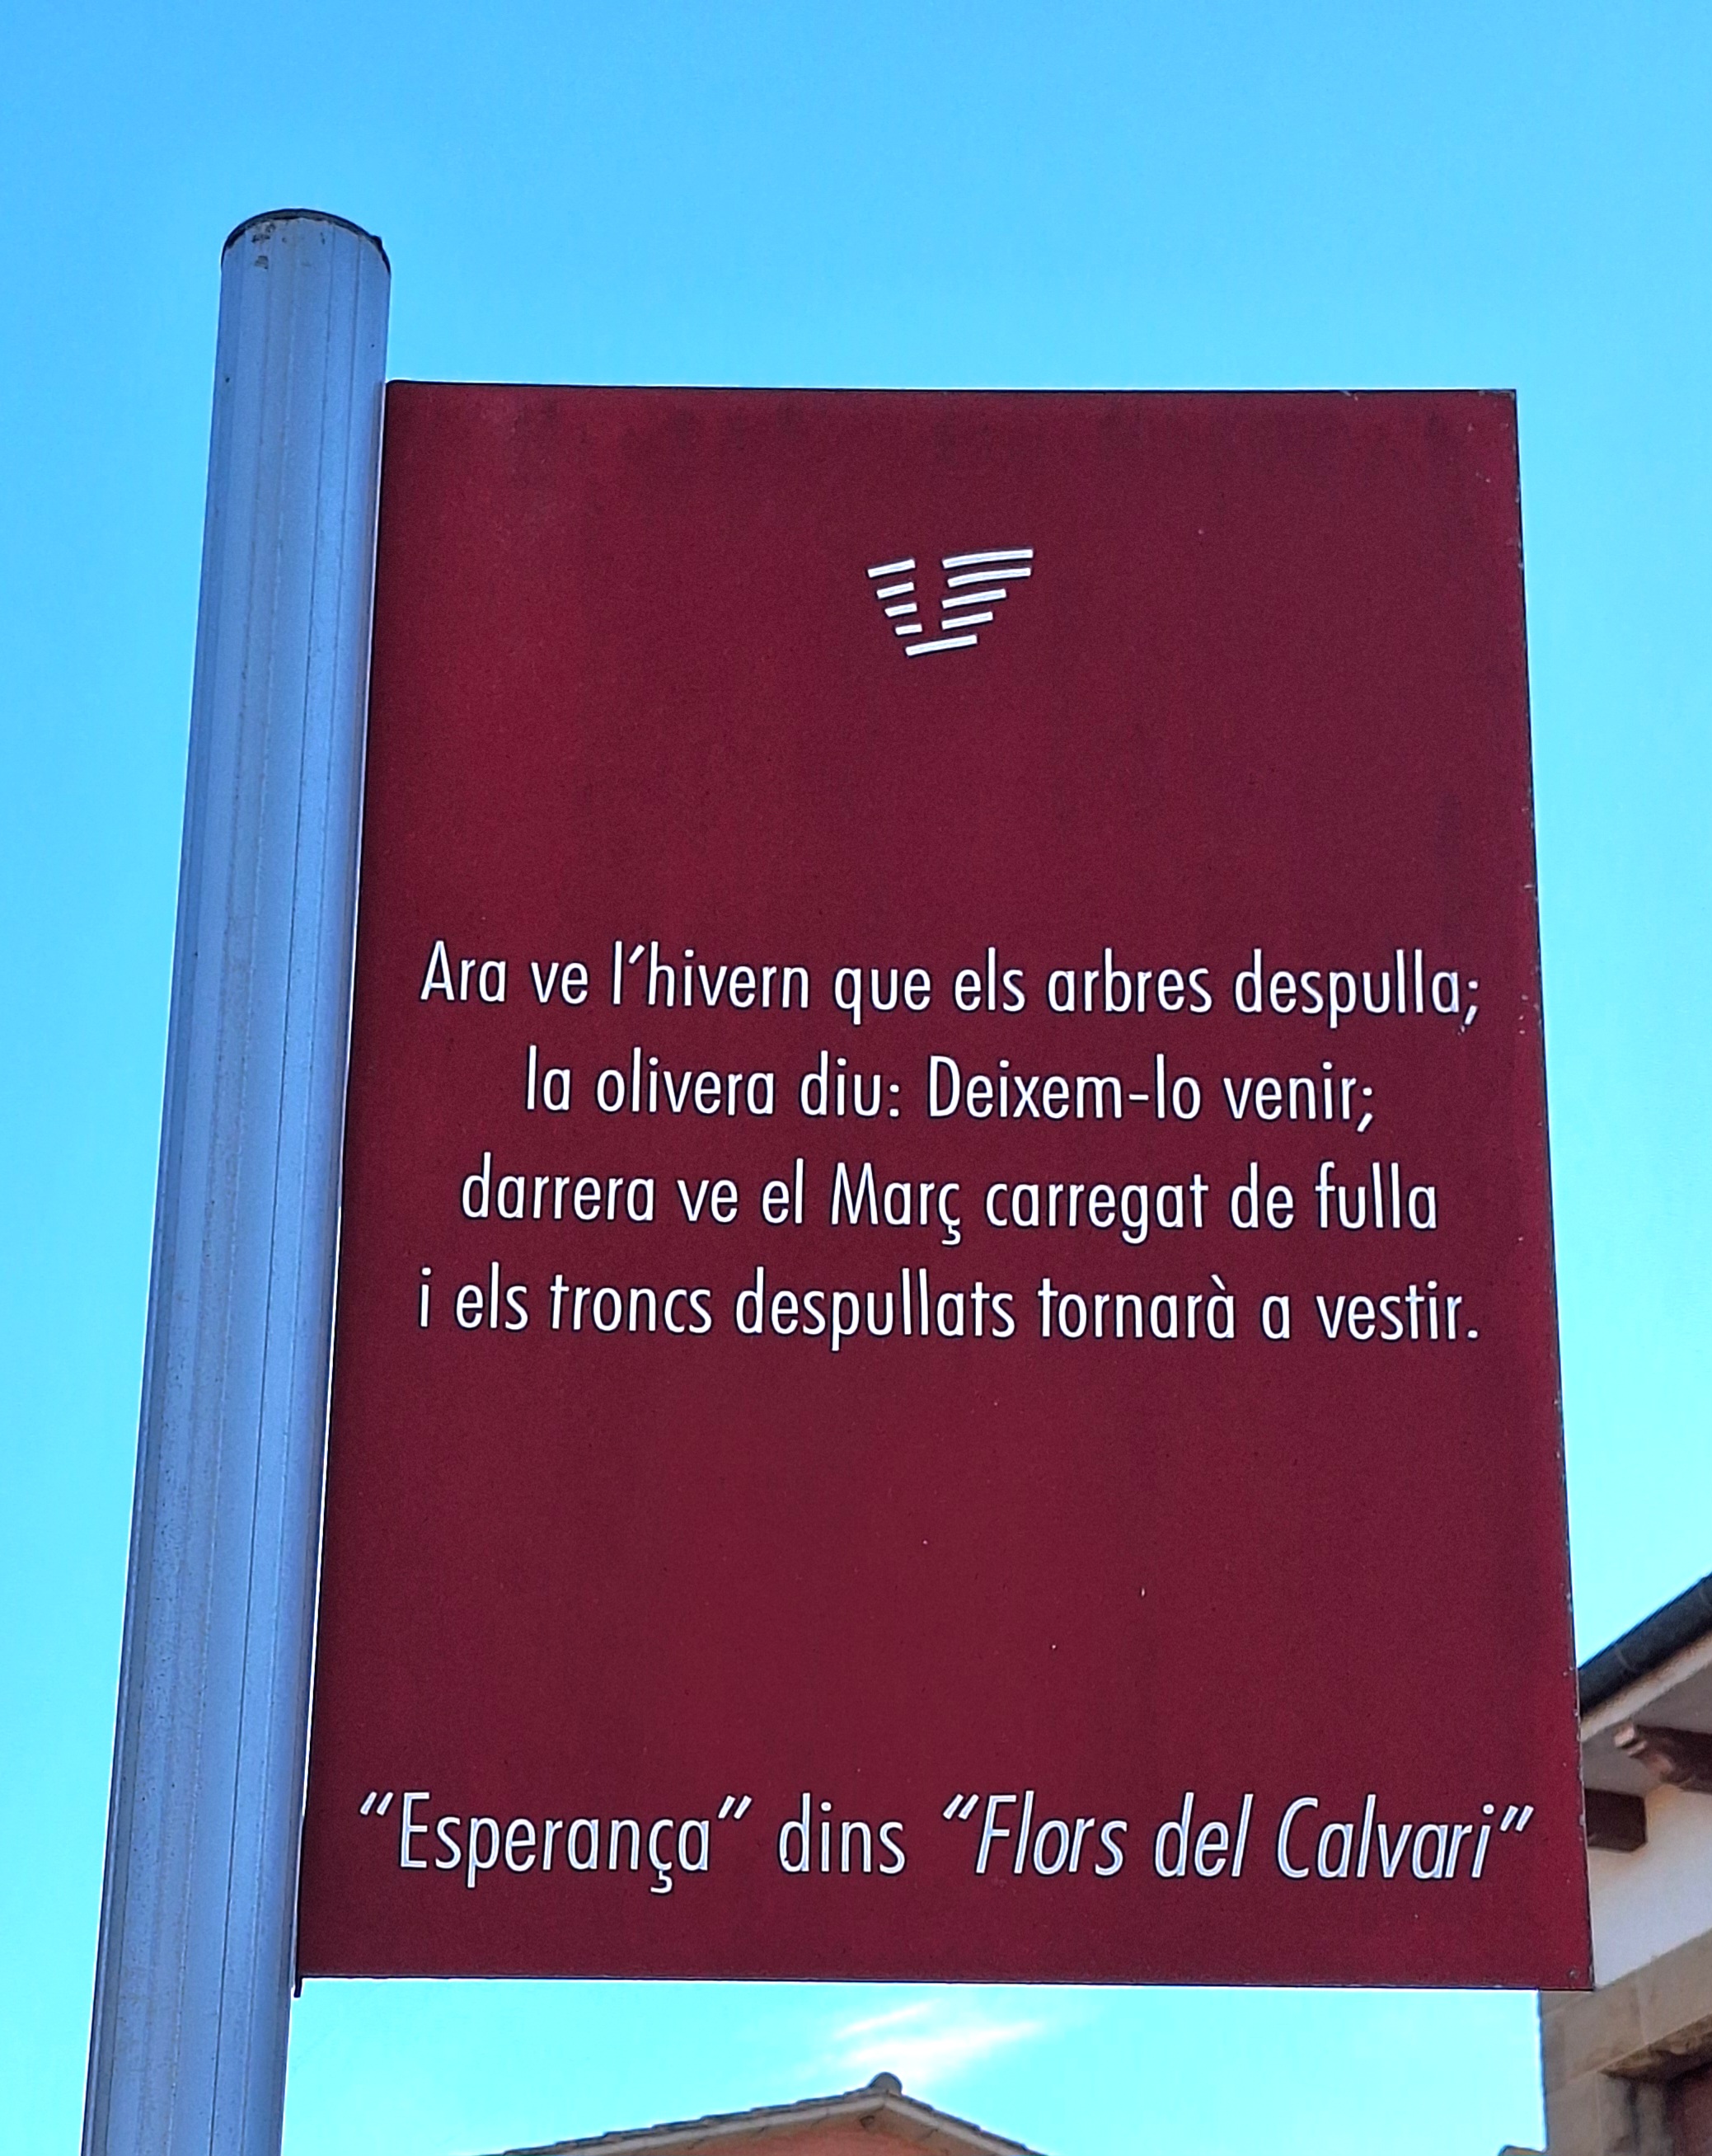 Ara ve l´hivern que els arbres despulla;
la olivera diu: Deixem-lo venir;
darrera ve el Març carregat de fulla
i els troncs despullats tornarà a vestir.
“Esperança” dins “Flors del Calvari”